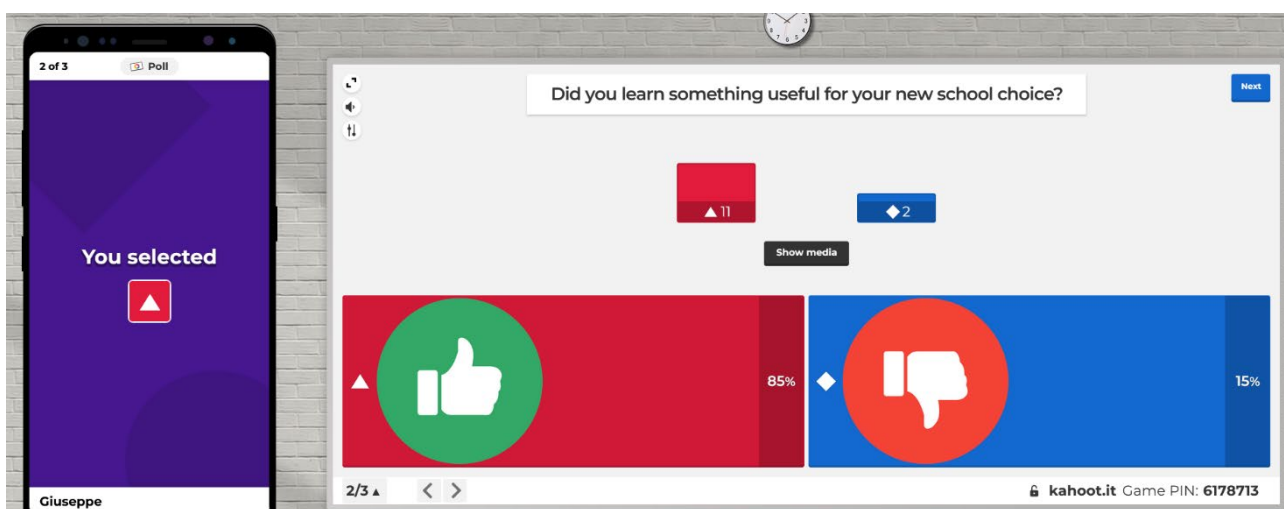 2 of 3 Poll
You selected
Giuseppe
Did you learn something useful for your new school choice?
Next
11
2
Show media
85%
15%
2/3
kahoot.it Game PIN: 6178713